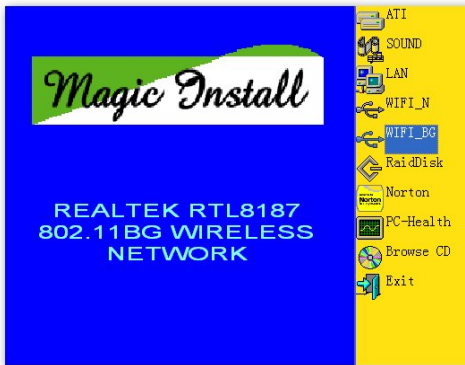 Magic Install
REALTEK RTL8187
802.11BG WIRELESS
NETWORK
ATI
SOUND
LAN
WIFI_N
WIFI_BG
RaidDisk
Norton
PC-Health
Browse CD
Exit